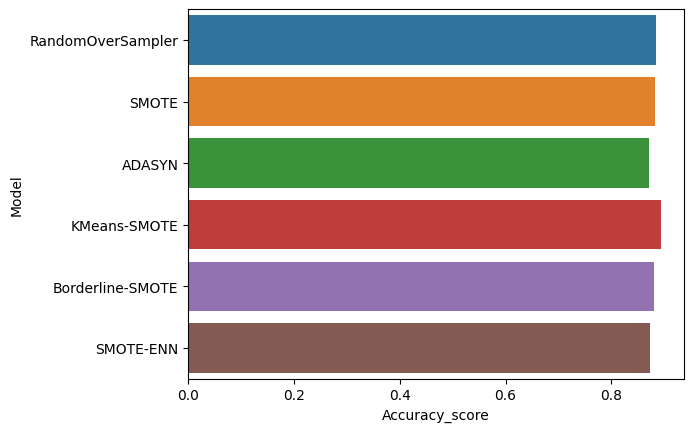 RandomOverSampler
SMOTE
ADASYN
KMeans-SMOTE
Borderline-SMOTE
SMOTE-ENN
Model
0.0 0.2 0.4 0.6 0.8
Accuracy_score